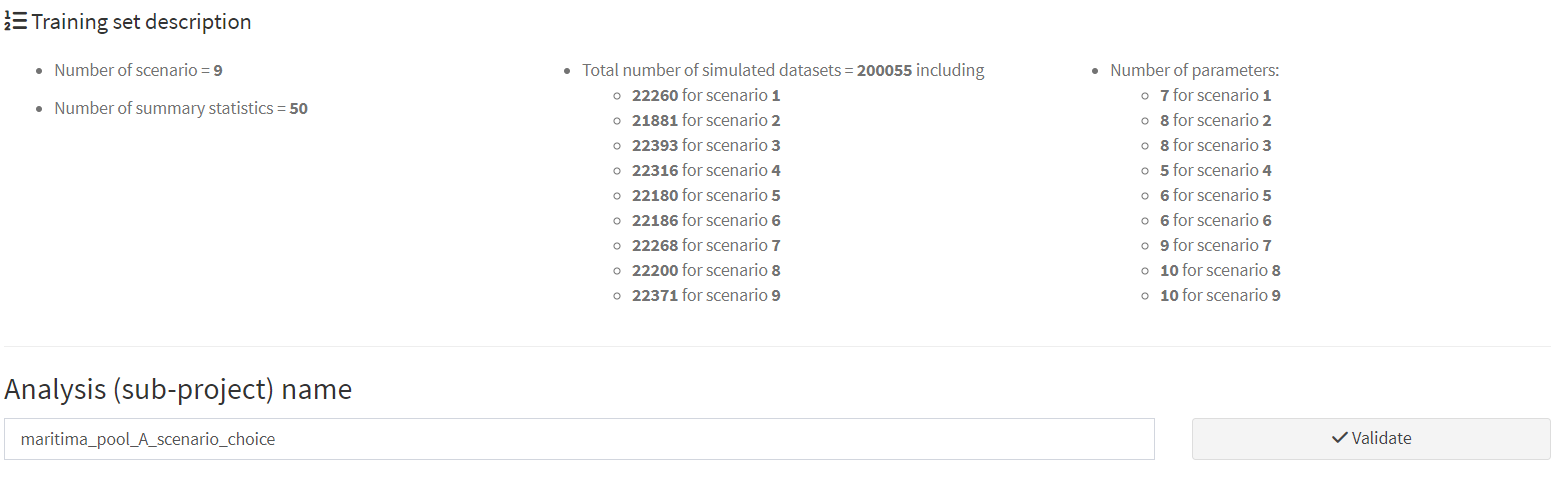 Training set description
Number of scenario = 9
Number of summary statistics = 50
Total number of simulated datasets = 200055 including
22260 for scenario 1
21881 for scenario 2
22393 for scenario 3
22316 for scenario 4
22180 for scenario 5
22186 for scenario 6
22268 for scenario 7
22200 for scenario 8
22371 for scenario 9
Number of parameters:
7 for scenario 1
8 for scenario 2
8 for scenario 3
5 for scenario 4
6 for scenario 5
6 for scenario 6
9 for scenario 7
10 for scenario 8
10 for scenario 9
Analysis (sub-project) name
maritima_pool_A_scenario_choice
Validate